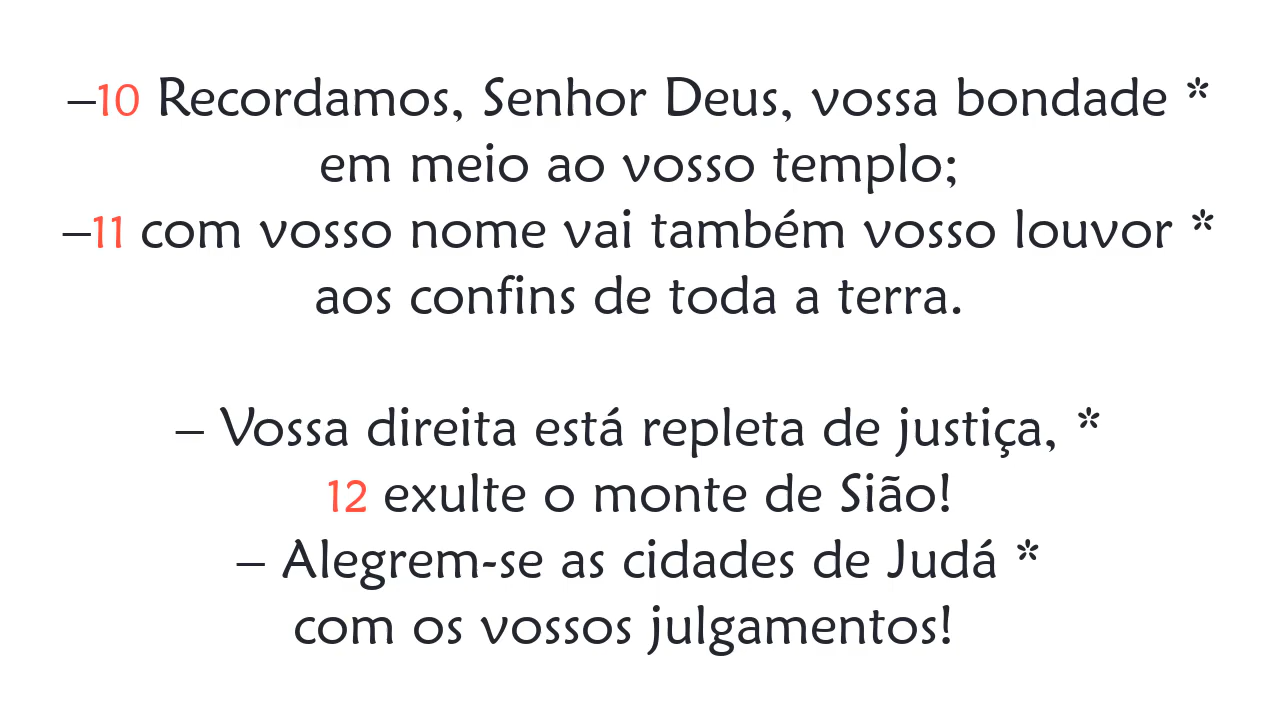 –10 Recordamos, Senhor Deus, vossa bondade *
em meio ao vosso templo;
–11 com vosso nome vai também vosso louvor *
aos confins de toda a terra.
– Vossa direita está repleta de justiça, *
12 exulte o monte de Sião!
– Alegrem-se as cidades de Judá *
com os vossos julgamentos!